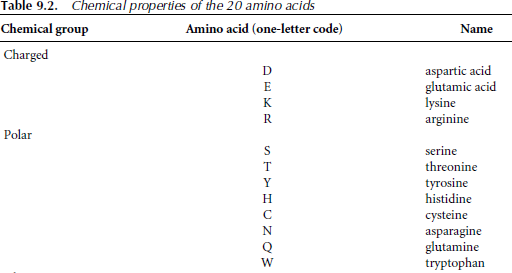 Table 9.2. Chemical properties of the 20 amino acids
Chemical group Amino acid (one-letter code) Name
Charged
D aspartic acid
E glutamic acid
K lysine
R arginine
Polar
S serine
T threonine
Y tyrosine
H histidine
C cysteine
N asparagine
Q glutamine
W tryptophan